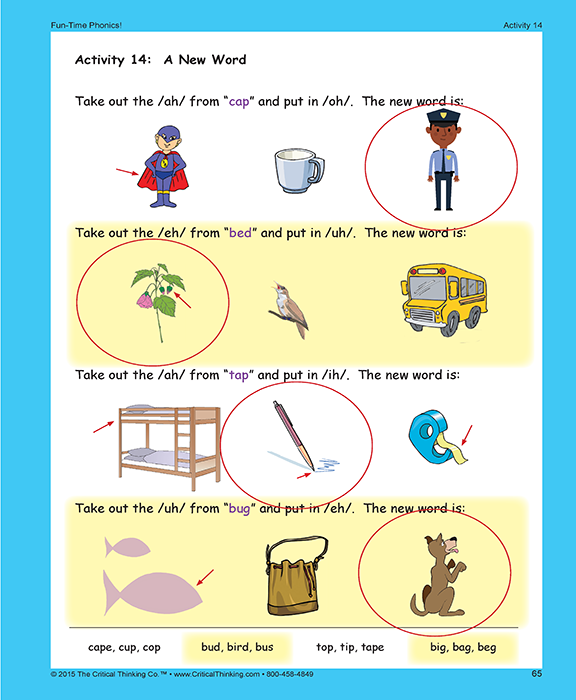 Fun-Time Phonics! Activity 14
Activity 14: A New Word
Take out the /ah/ from “cap” and put in /oh/. The new word is:
Take out the /eh/ from “bed” and put in /uh/. The new word is:
Take out the /ah/ from “tap” and put in /ih/. The new word is:
Take out the /uh/ from “bug” and put in /eh/. The new word is:
cape, cup, cop bud, bird, bus top, tip, tape big, bag, beg
© 2015 The Critical Thinking Co.™ • www.CriticalThinking.com • 800-458-4849 65